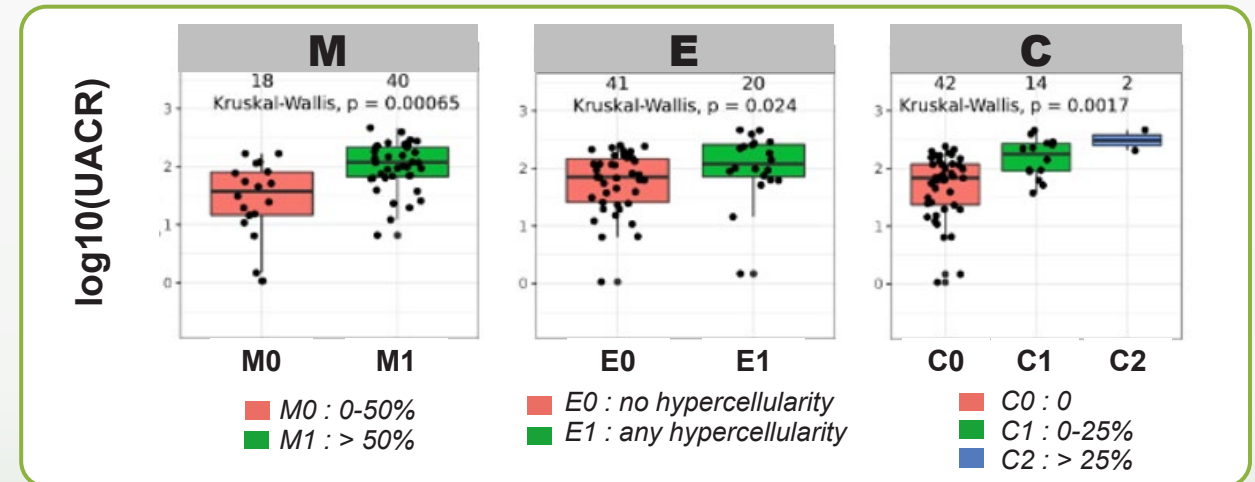 M
E
C
18 40
41 20
42 14 2
Kruskal-Wallis, p = 0.00065
Kruskal-Wallis, p = 0.024
Kruskal-Wallis, p = 0.0017
log10(UACR)
3
2
1
0
3
2
1
0
3
2
1
0
M0 M1
E0 E1
C0 C1 C2
M0 : 0-50%
M1 : > 50%
E0 : no hypercellularity
E1 : any hypercellularity
C0 : 0
C1 : 0-25%
C2 : > 25%